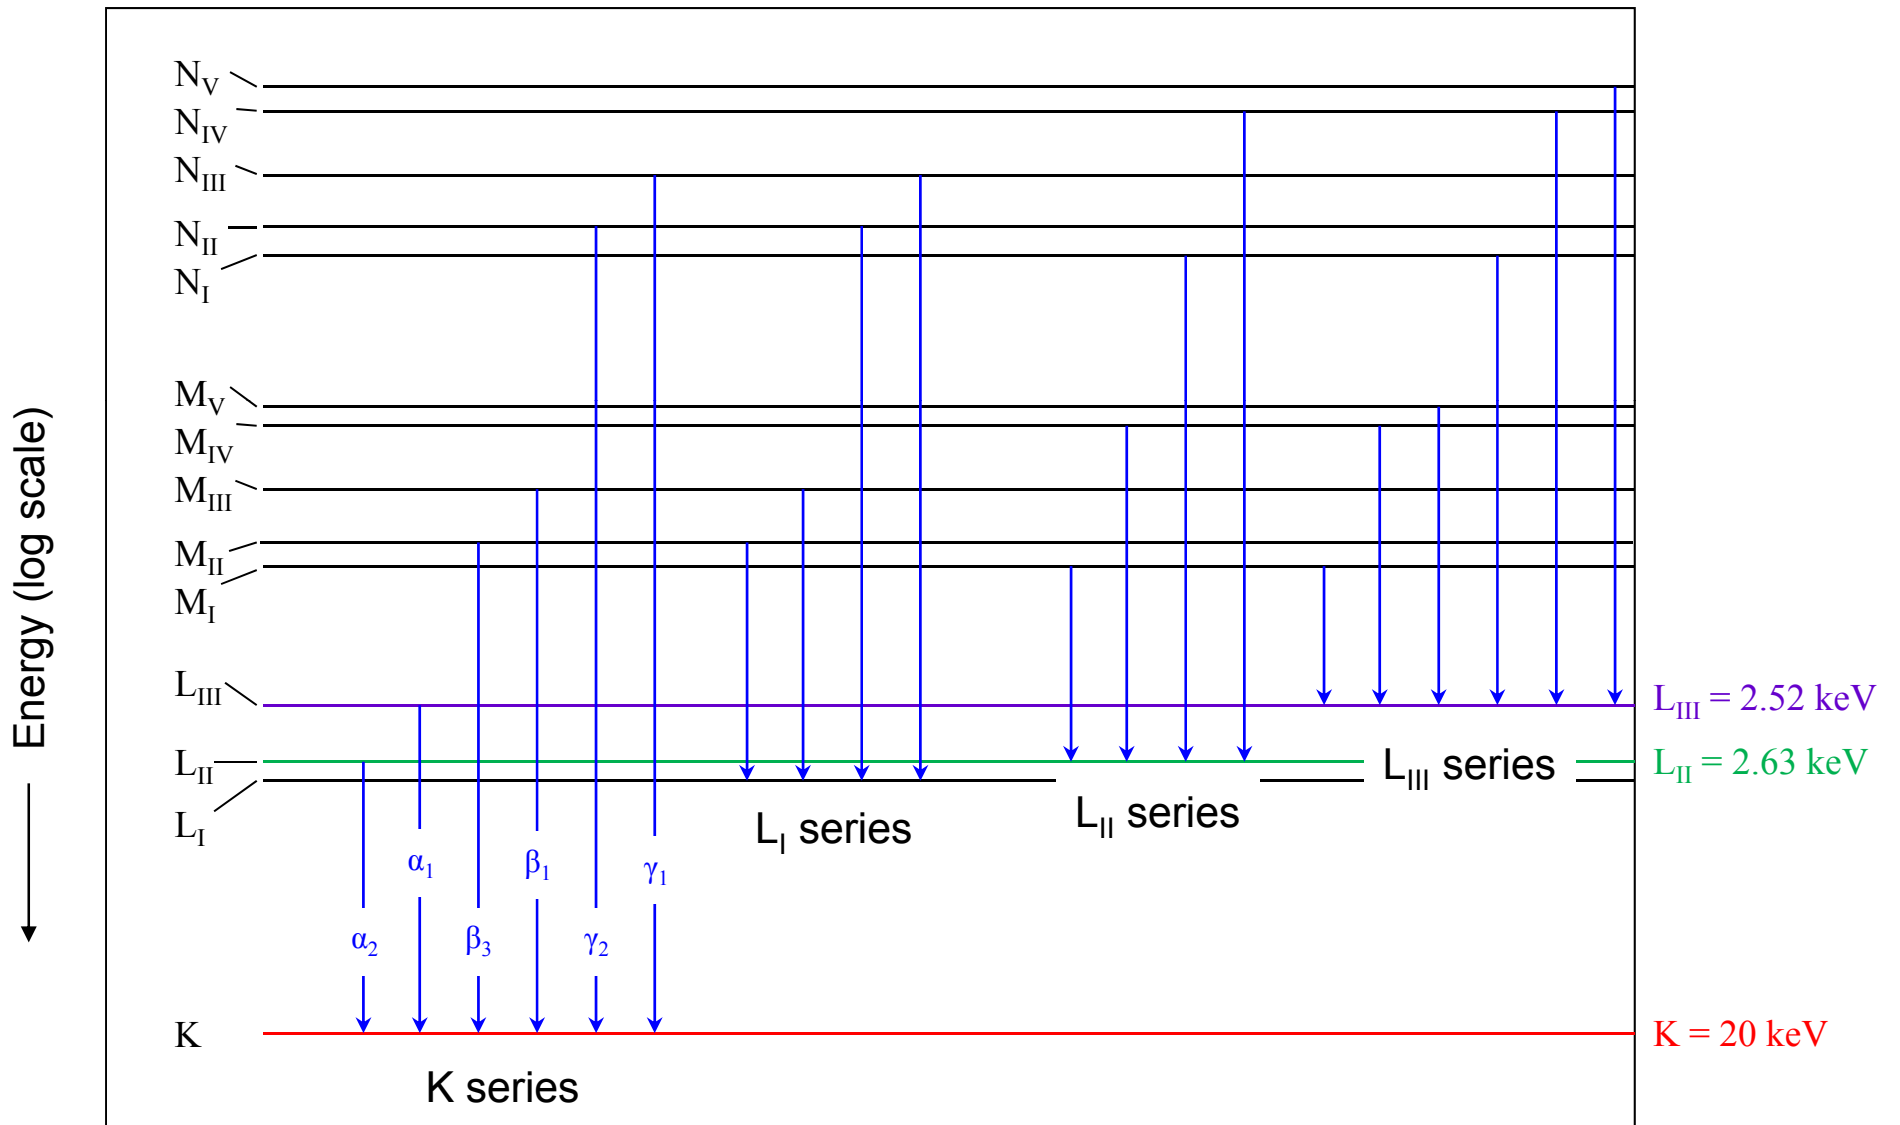 N_V
N_IV
N_III
N_II
N_I
M_V
M_IV
M_III
M_II
M_I
L_III
L_II
L_I
K
Energy (log scale)
α_1
β_1
γ_1
α_2
β_3
γ_2
L_I series
L_II series
L_III series
K series
L_III = 2.52 keV
L_II = 2.63 keV
K = 20 keV